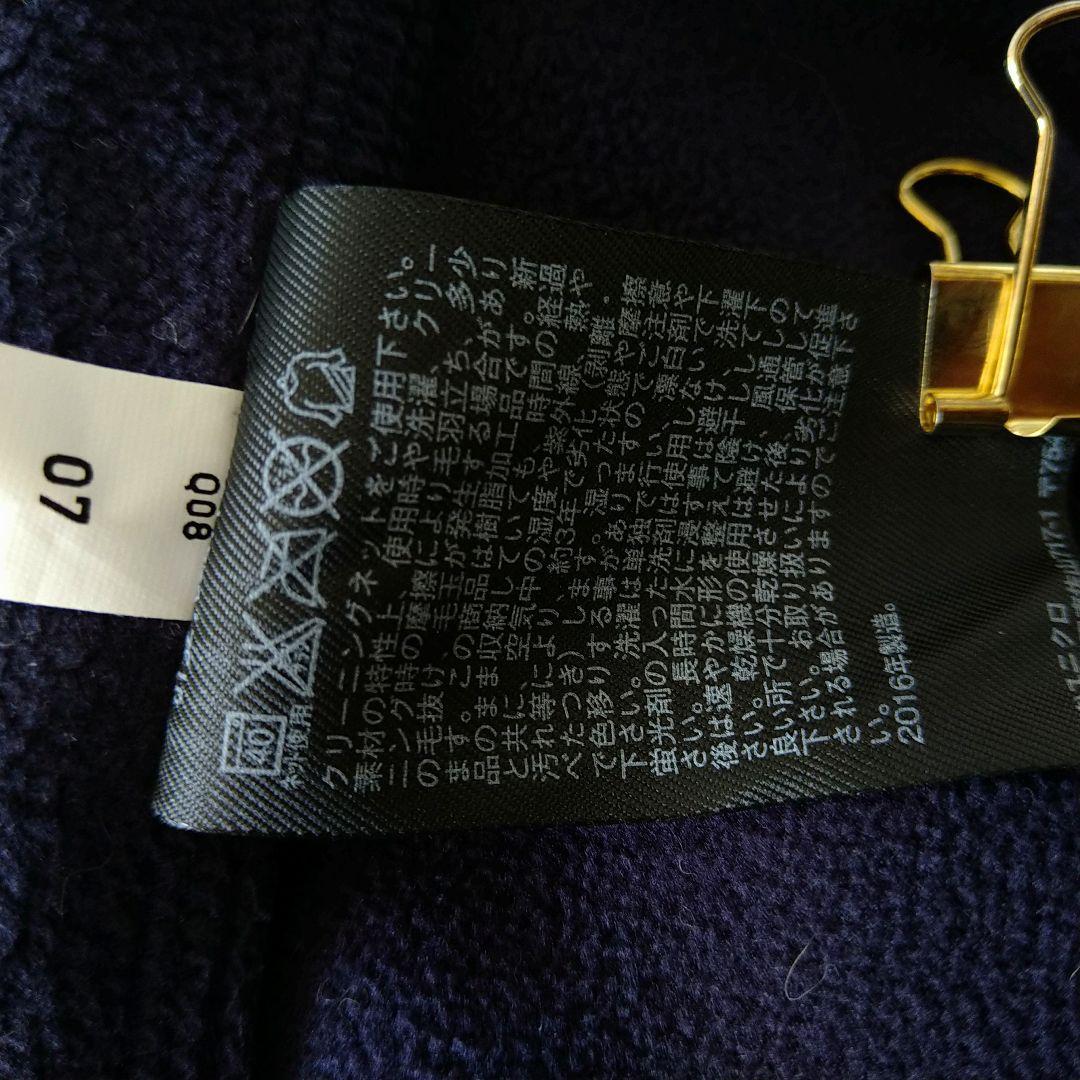 07
80Q
40
ネット使用
クリーニングネットをご使用下さい。
素材の特性上、使用時や洗濯、クリー
ニング時の摩擦により毛羽立ち、多少
の毛抜け毛玉が発生する場合があり
ます。この商品は樹脂加工品です。新
品のまま収納していても、時間の経過
と共に、空気中の湿度や紫外線、熱や
汚れ等により約3年で劣化(剥離・
べたつき)します。湿った状態や摩擦
で色移りする事がありますのでご注意
下さい。洗濯は単独で行い、漂白剤や
蛍光剤の入った洗剤は使用しないで下
さい。長時間水に浸す事は避け、洗濯
後は速やかに形を整えて陰干しして下
さい。乾燥機の使用は避け、風通しの
良い所で十分乾燥させた後、保管して
下さい。お取り扱いにより劣化が促進
される場合がありますのでご注意下さ
い。
2016年製造。
ユニクロ
717-1